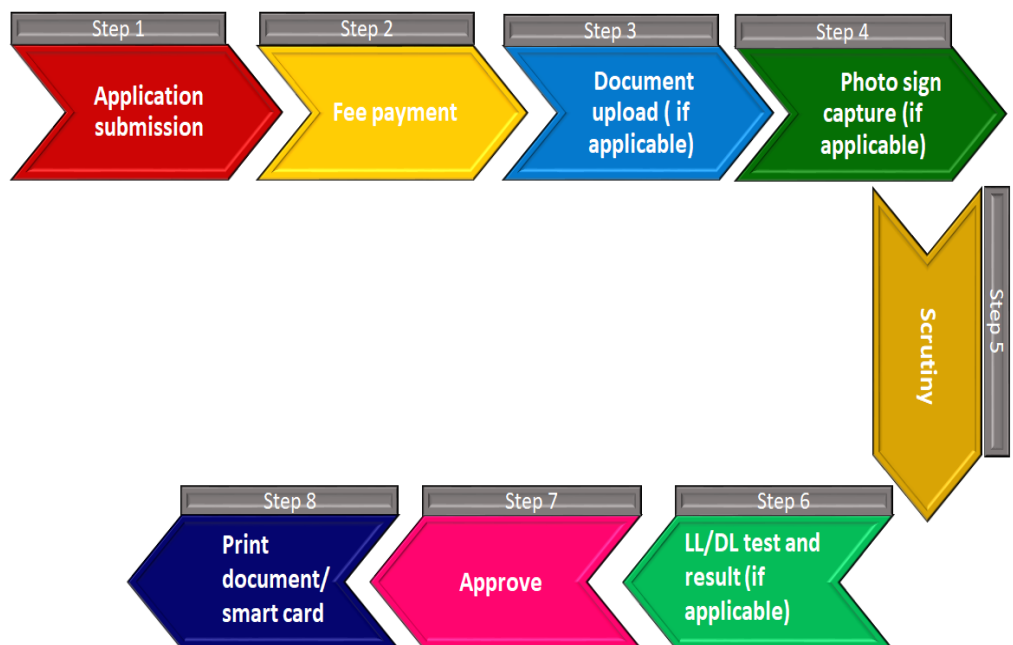 Step 1
Application
submission
Step 2
Fee payment
Step 3
Document
upload ( if
applicable)
Step 4
Photo sign
capture (if
applicable)
Step 5
Scrutiny
Step 6
LL/DL test and
result (if
applicable)
Step 7
Approve
Step 8
Print
document/
smart card